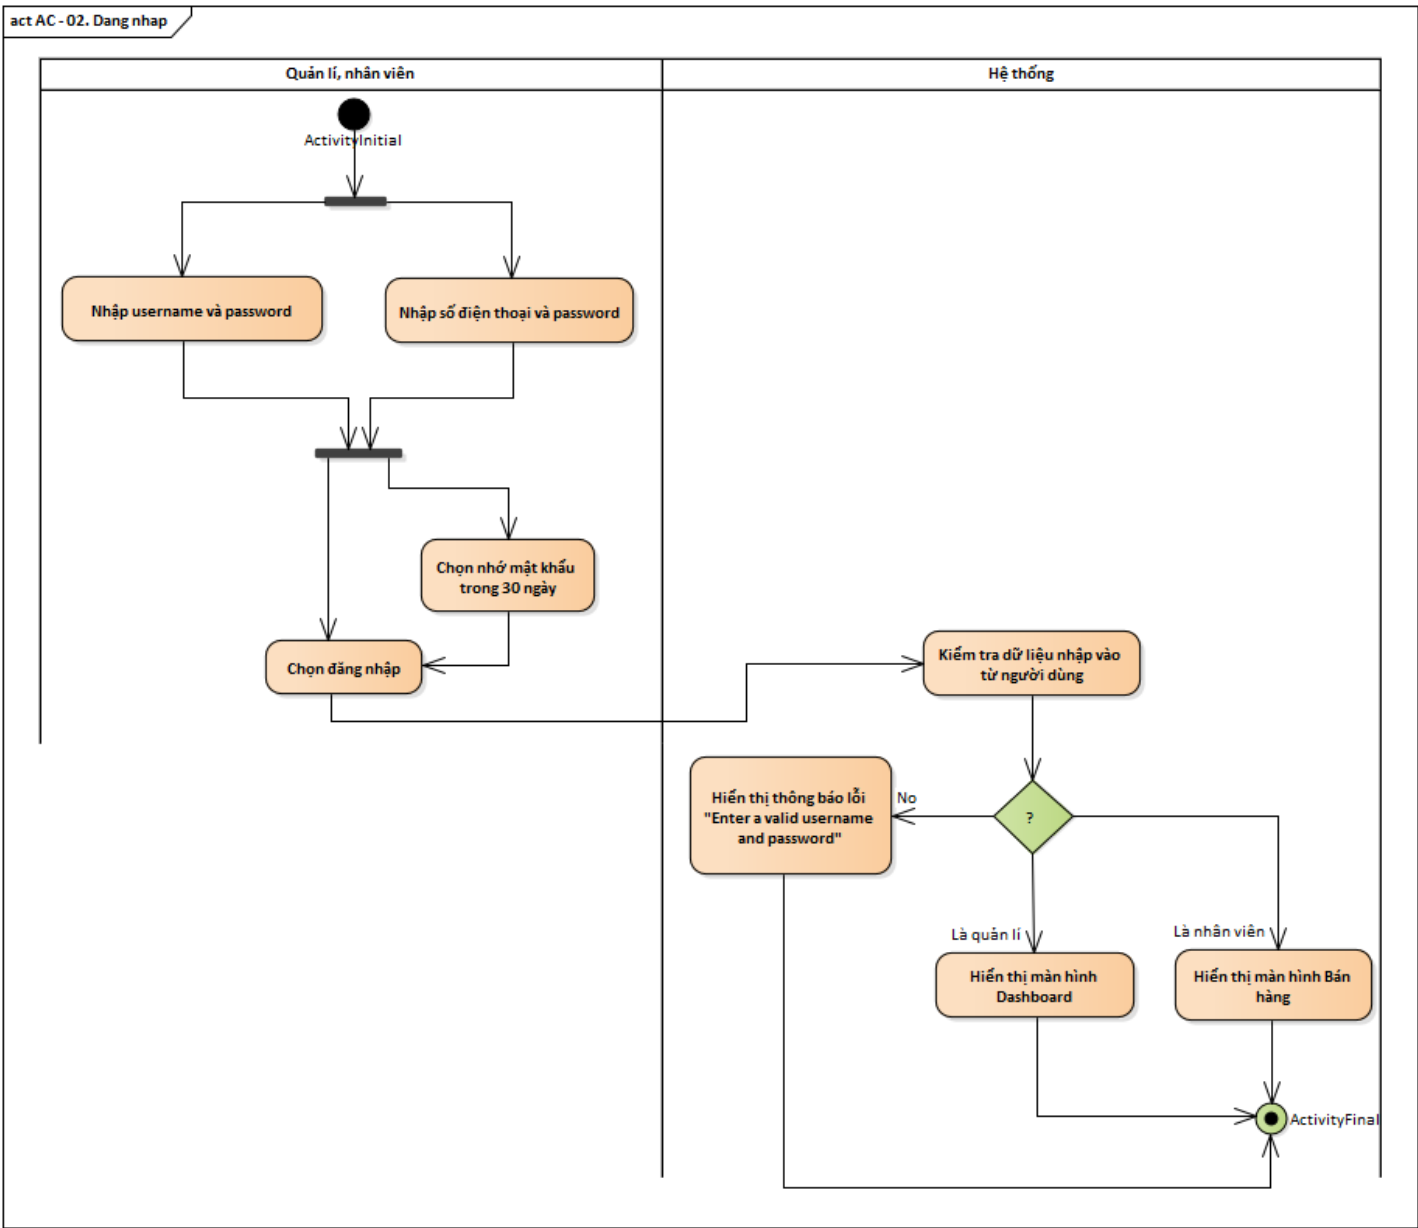 act AC - 02. Dang nhap
Quản lí, nhân viên
Hệ thống
ActivityInitial
Nhập username và password
Nhập số điện thoại và password
Chọn nhớ mật khẩu
trong 30 ngày
Chọn đăng nhập
Kiểm tra dữ liệu nhập vào
từ người dùng
Hiển thị thông báo lỗi
"Enter a valid username
and password"
No
?
Là quản lí
Là nhân viên
Hiển thị màn hình
Dashboard
Hiển thị màn hình Bán
hàng
ActivityFinal